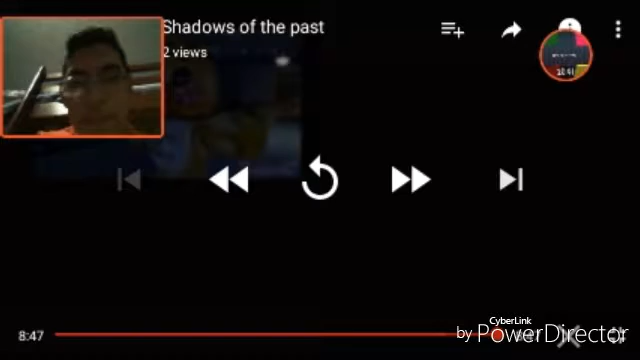 Shadows of the past
2 views
8:47
CyberLink
by PowerDirector